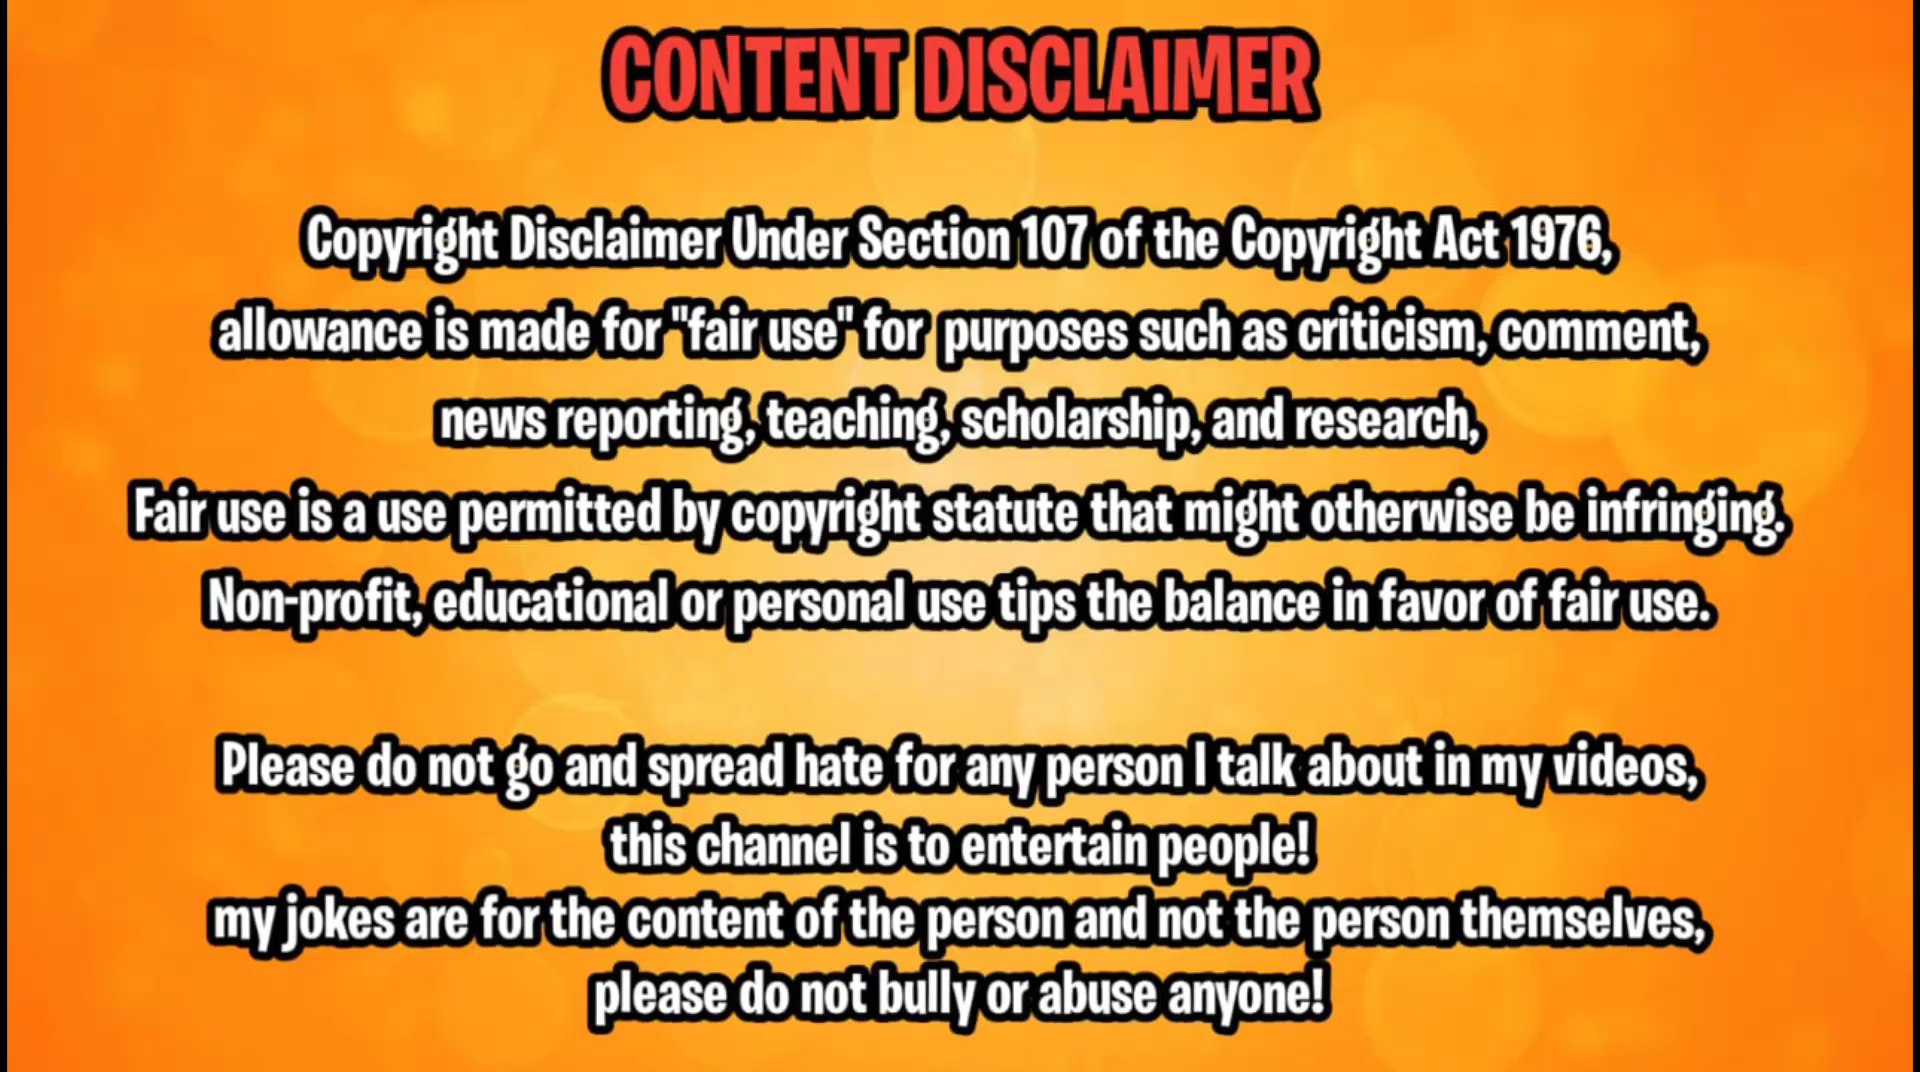 CONTENT DISCLAIMER
Copyright Disclaimer Under Section 107 of the Copyright Act 1976,
allowance is made for "fair use" for purposes such as criticism, comment,
news reporting, teaching, scholarship, and research,
Fair use is a use permitted by copyright statute that might otherwise be infringing.
Non-profit, educational or personal use tips the balance in favor of fair use.
Please do not go and spread hate for any person I talk about in my videos,
this channel is to entertain people!
my jokes are for the content of the person and not the person themselves,
please do not bully or abuse anyone!